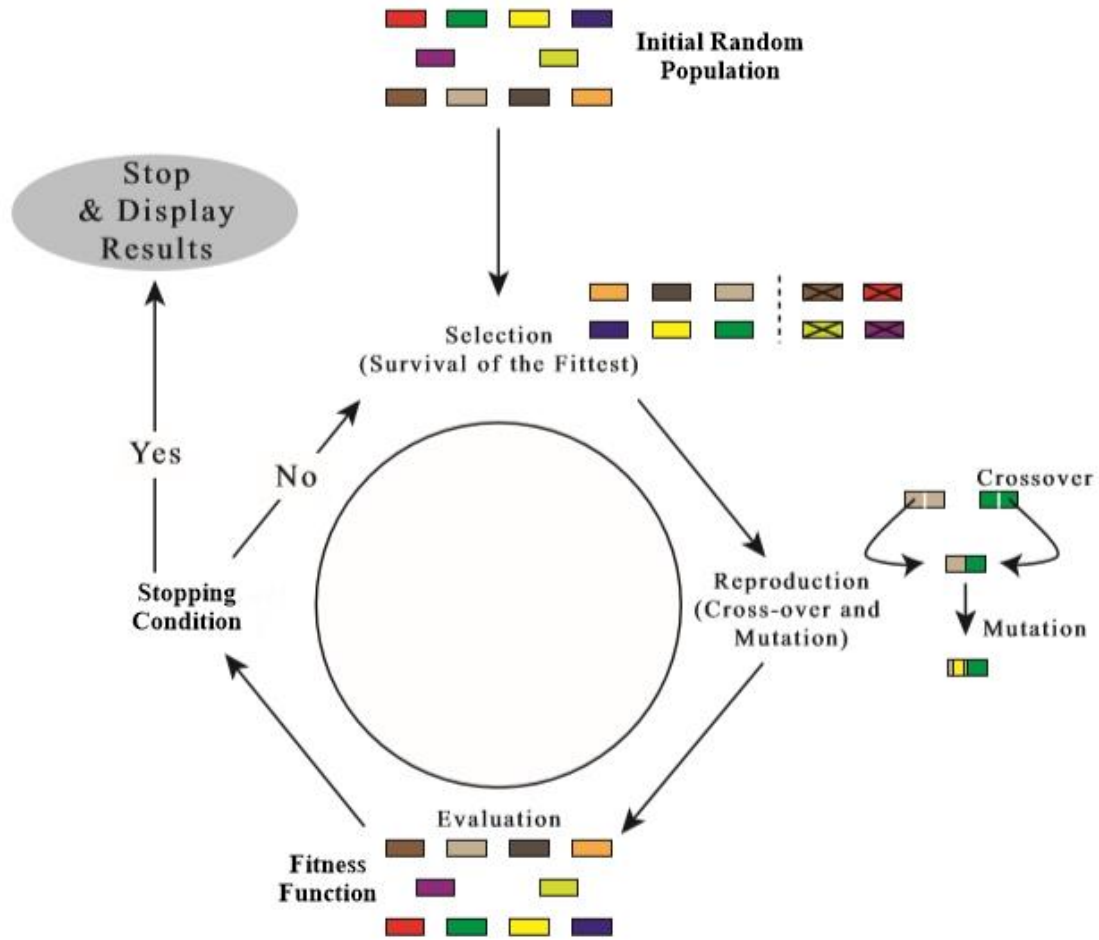 Initial Random
Population
Stop
& Display
Results
Selection
(Survival of the Fittest)
Yes
No
Crossover
Stopping
Condition
Reproduction
(Cross-over and
Mutation)
Mutation
Evaluation
Fitness
Function